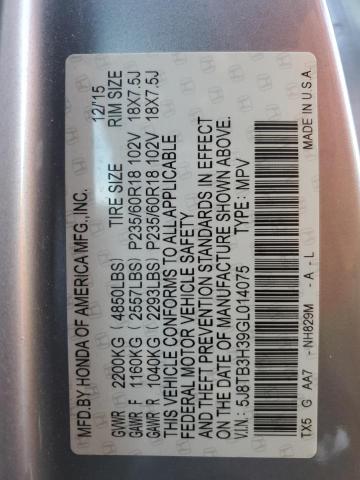 MFD.BY HONDA OF AMERICA MFG.,INC. 12/'15
TIRE SIZE RIM SIZE
GVWR 2200KG (4850LBS)
GAWR F 1160KG (2557LBS) P235/60R18 102V 18X7.5J
GAWR R 1040KG (2293LBS) P235/60R18 102V 18X7.5J
THIS VEHICLE CONFORMS TO ALL APPLICABLE
FEDERAL MOTOR VEHICLE SAFETY
AND THEFT PREVENTION STANDARDS IN EFFECT
ON THE DATE OF MANUFACTURE SHOWN ABOVE.
V.I.N.: 5J8TB3H39GL014075 MPV
TX5 G AA7 - NH829M - A - L MADE IN U.S.A.